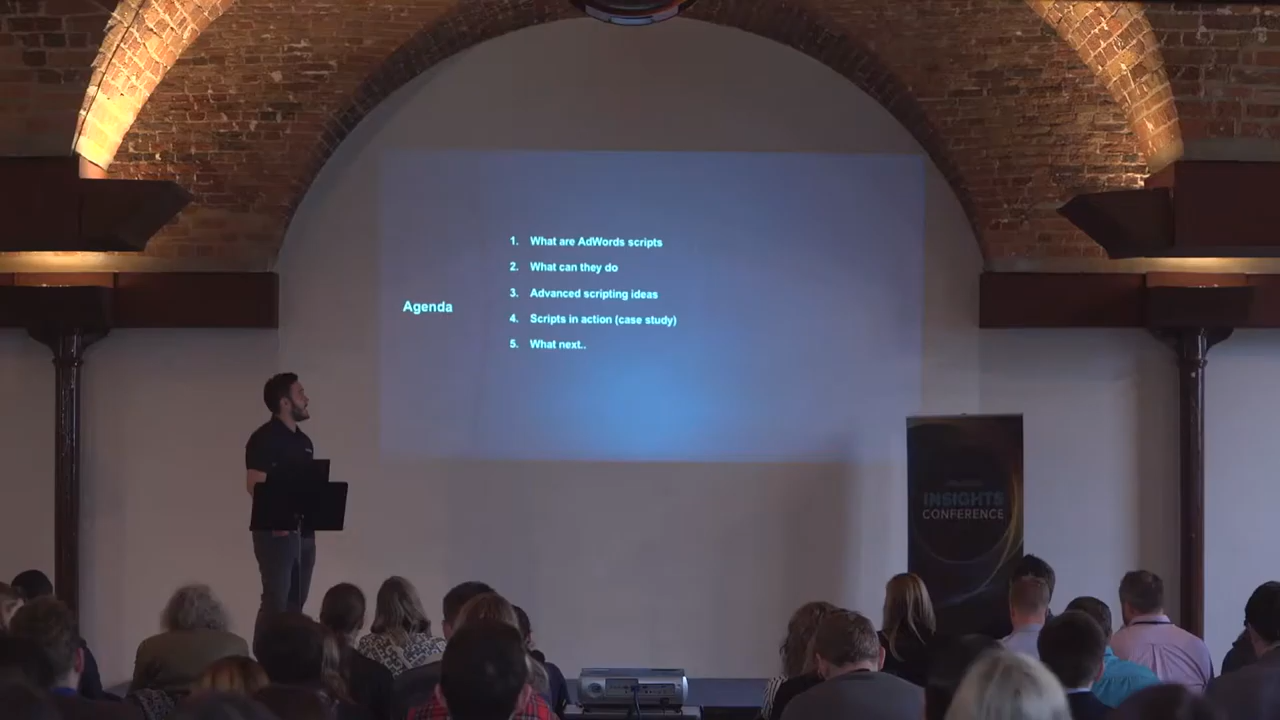 Agenda
1. What are AdWords scripts
2. What can they do
3. Advanced scripting ideas
4. Scripts in action (case study)
5. What next..
INSIGHTS
CONFERENCE